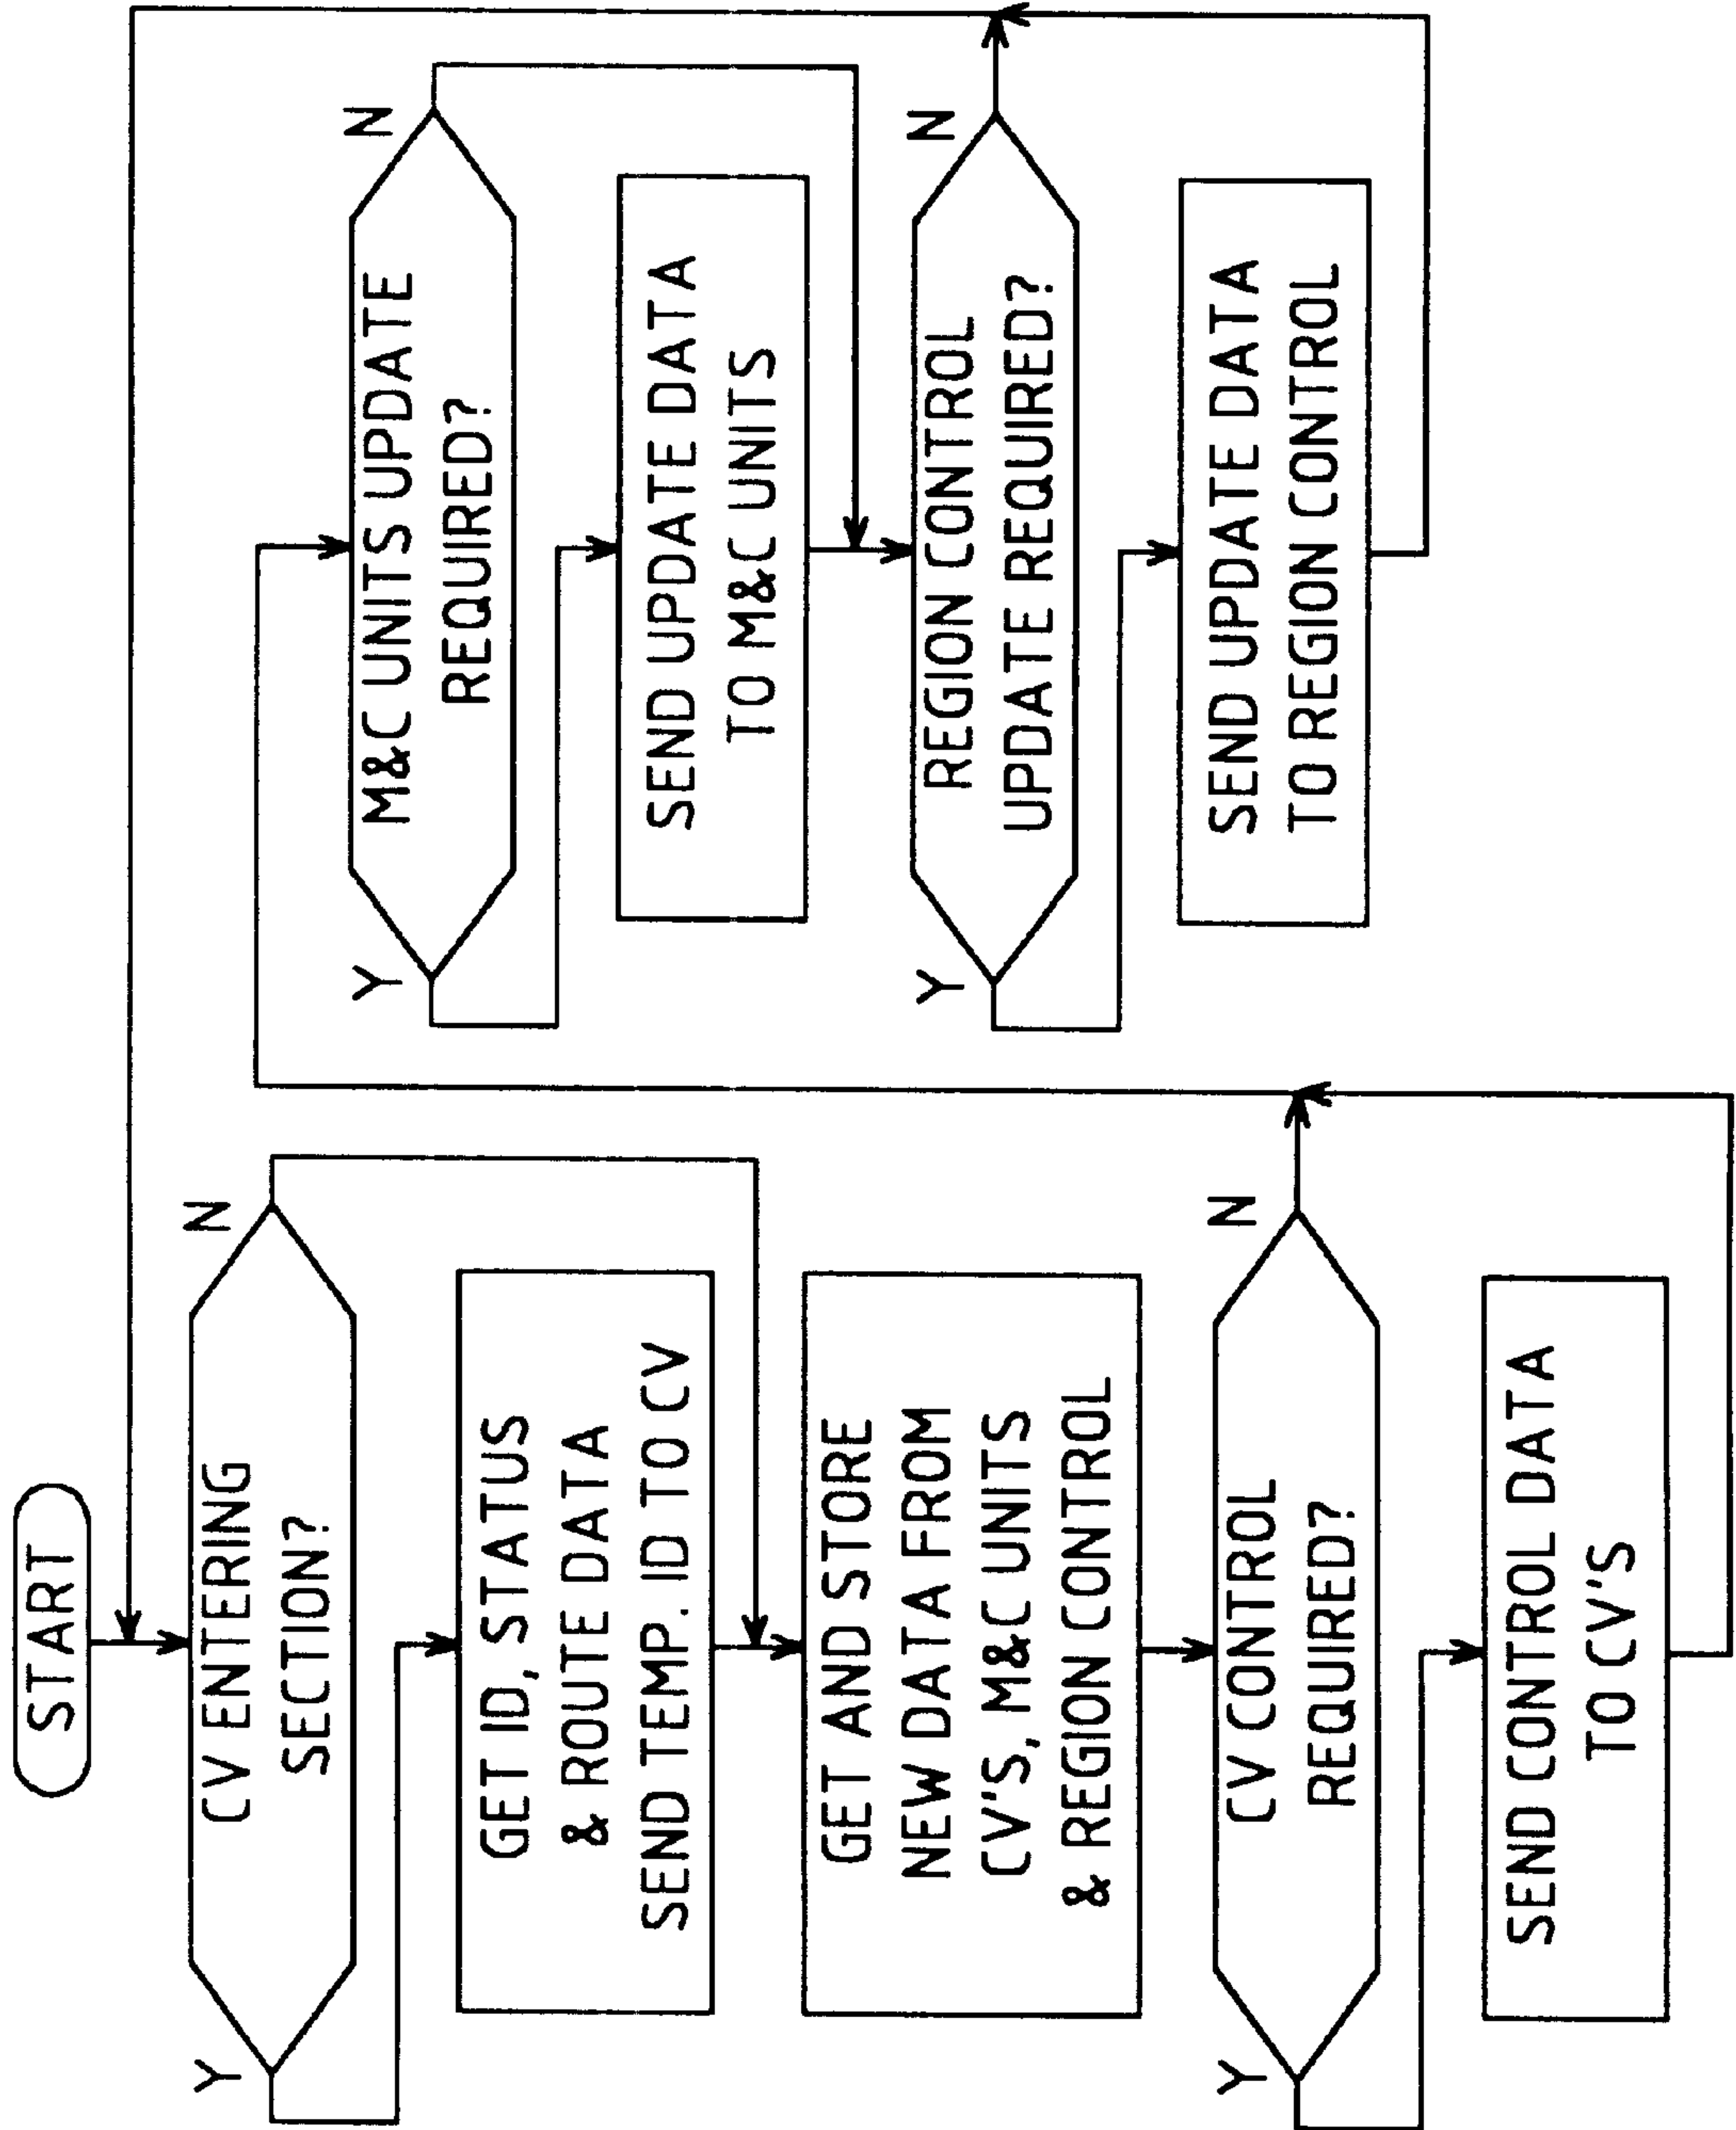 START
CV ENTERING
SECTION?
Y
N
GET ID, STATUS
& ROUTE DATA
SEND TEMP. ID TO CV
GET AND STORE
NEW DATA FROM
CV'S, M&C UNITS
& REGION CONTROL
CV CONTROL
REQUIRED?
Y
N
SEND CONTROL DATA
TO CV'S
M&C UNITS UPDATE
REQUIRED?
Y
N
SEND UPDATE DATA
TO M&C UNITS
REGION CONTROL
UPDATE REQUIRED?
Y
N
SEND UPDATE DATA
TO REGION CONTROL